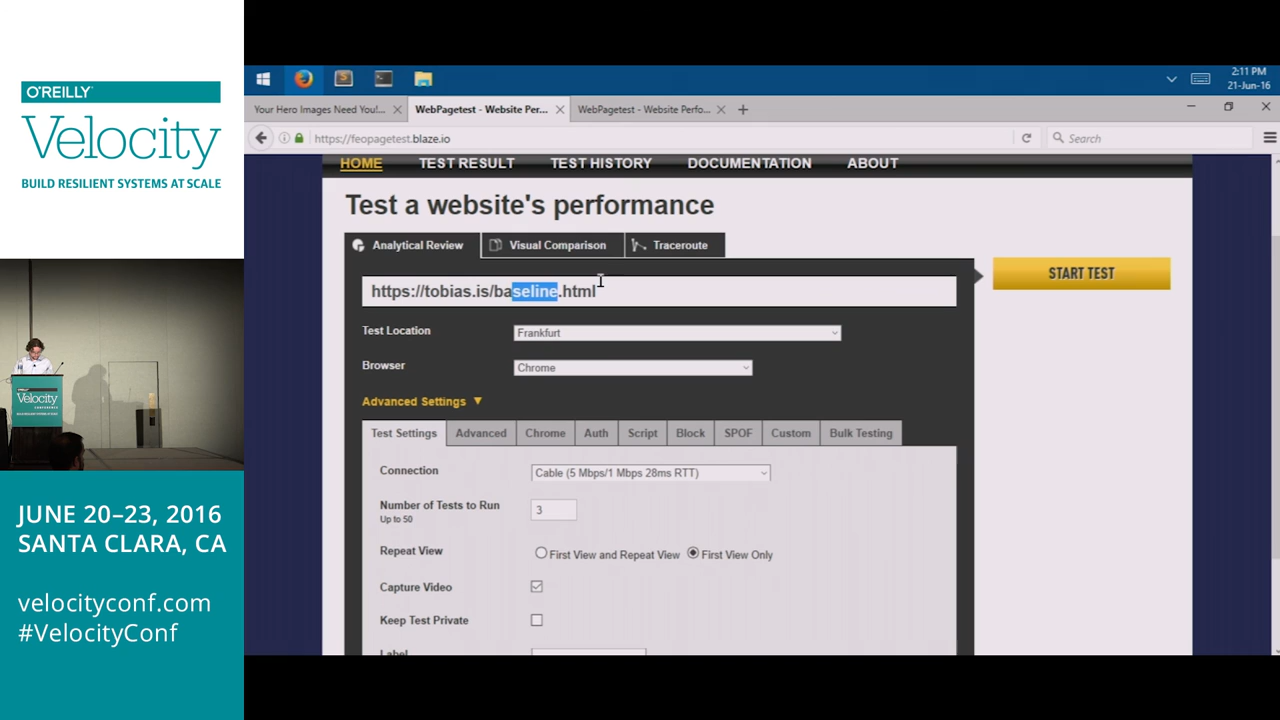 O'REILLY
Velocity
BUILD RESILIENT SYSTEMS AT SCALE
Velocity
CONFERENCE
JUNE 20–23, 2016
SANTA CLARA, CA
velocityconf.com
#VelocityConf
2:11 PM
21-Jun-16
Your Hero Images Need You!...
WebPagetest - Website Per...
WebPagetest - Website Perfo...
https://feopagetest.blaze.io
Search
HOME TEST RESULT TEST HISTORY DOCUMENTATION ABOUT
Test a website's performance
Analytical Review Visual Comparison Traceroute
https://tobias.is/baseline.html
START TEST
Test Location Frankfurt
Browser Chrome
Advanced Settings
Test Settings Advanced Chrome Auth Script Block SPOF Custom Bulk Testing
Connection Cable (5 Mbps/1 Mbps 28ms RTT)
Number of Tests to Run 3
Up to 50
Repeat View First View and Repeat View First View Only
Capture Video
Keep Test Private
Label